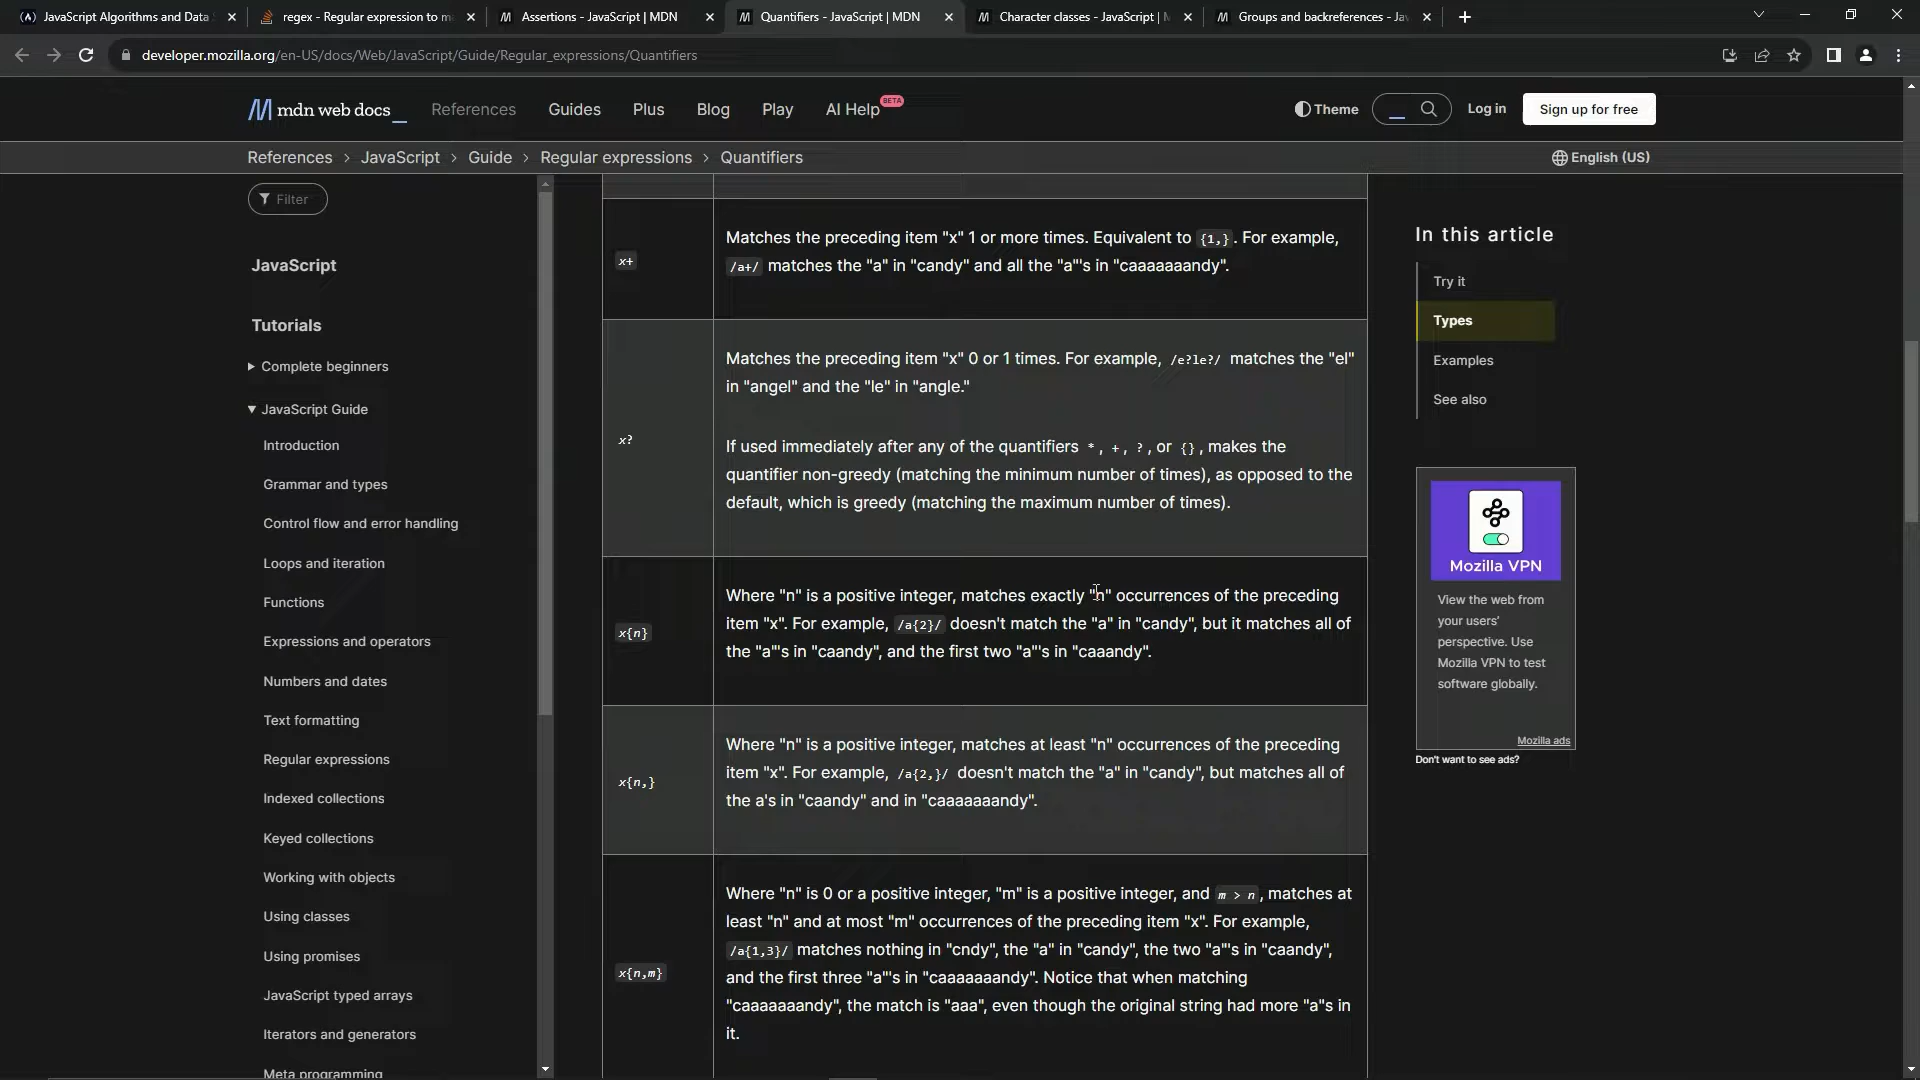 JavaScript Algorithms and Data
regex - Regular expression to m
Assertions - JavaScript | MDN
Quantifiers - JavaScript | MDN
Character classes - JavaScript |
Groups and backreferences - Ja
developer.mozilla.org/en-US/docs/Web/JavaScript/Guide/Regular_expressions/Quantifiers
mdn web docs_
References
Guides
Plus
Blog
Play
AI Help
BETA
Theme
Log in
Sign up for free
References > JavaScript > Guide > Regular expressions > Quantifiers
English (US)
Filter
JavaScript
Tutorials
Complete beginners
JavaScript Guide
Introduction
Grammar and types
Control flow and error handling
Loops and iteration
Functions
Expressions and operators
Numbers and dates
Text formatting
Regular expressions
Indexed collections
Keyed collections
Working with objects
Using classes
Using promises
JavaScript typed arrays
Iterators and generators
Meta programming
x+
Matches the preceding item "x" 1 or more times. Equivalent to {1,}. For example,
/a+/ matches the "a" in "candy" and all the "a"'s in "caaaaaaandy".
x?
Matches the preceding item "x" 0 or 1 times. For example, /e?le?/ matches the "el"
in "angel" and the "le" in "angle."
If used immediately after any of the quantifiers *, +, ?, or {}, makes the
quantifier non-greedy (matching the minimum number of times), as opposed to the
default, which is greedy (matching the maximum number of times).
x{n}
Where "n" is a positive integer, matches exactly "n" occurrences of the preceding
item "x". For example, /a{2}/ doesn't match the "a" in "candy", but it matches all of
the "a"'s in "caandy", and the first two "a"'s in "caaandy".
x{n,}
Where "n" is a positive integer, matches at least "n" occurrences of the preceding
item "x". For example, /a{2,}/ doesn't match the "a" in "candy", but matches all of
the a's in "caandy" and in "caaaaaaandy".
x{n,m}
Where "n" is 0 or a positive integer, "m" is a positive integer, and m > n, matches at
least "n" and at most "m" occurrences of the preceding item "x". For example,
/a{1,3}/ matches nothing in "cndy", the "a" in "candy", the two "a"'s in "caandy",
and the first three "a"'s in "caaaaaaandy". Notice that when matching
"caaaaaaandy", the match is "aaa", even though the original string had more "a"s in
it.
In this article
Try it
Types
Examples
See also
Mozilla VPN
View the web from
your users'
perspective. Use
Mozilla VPN to test
software globally.
Mozilla ads
Don't want to see ads?